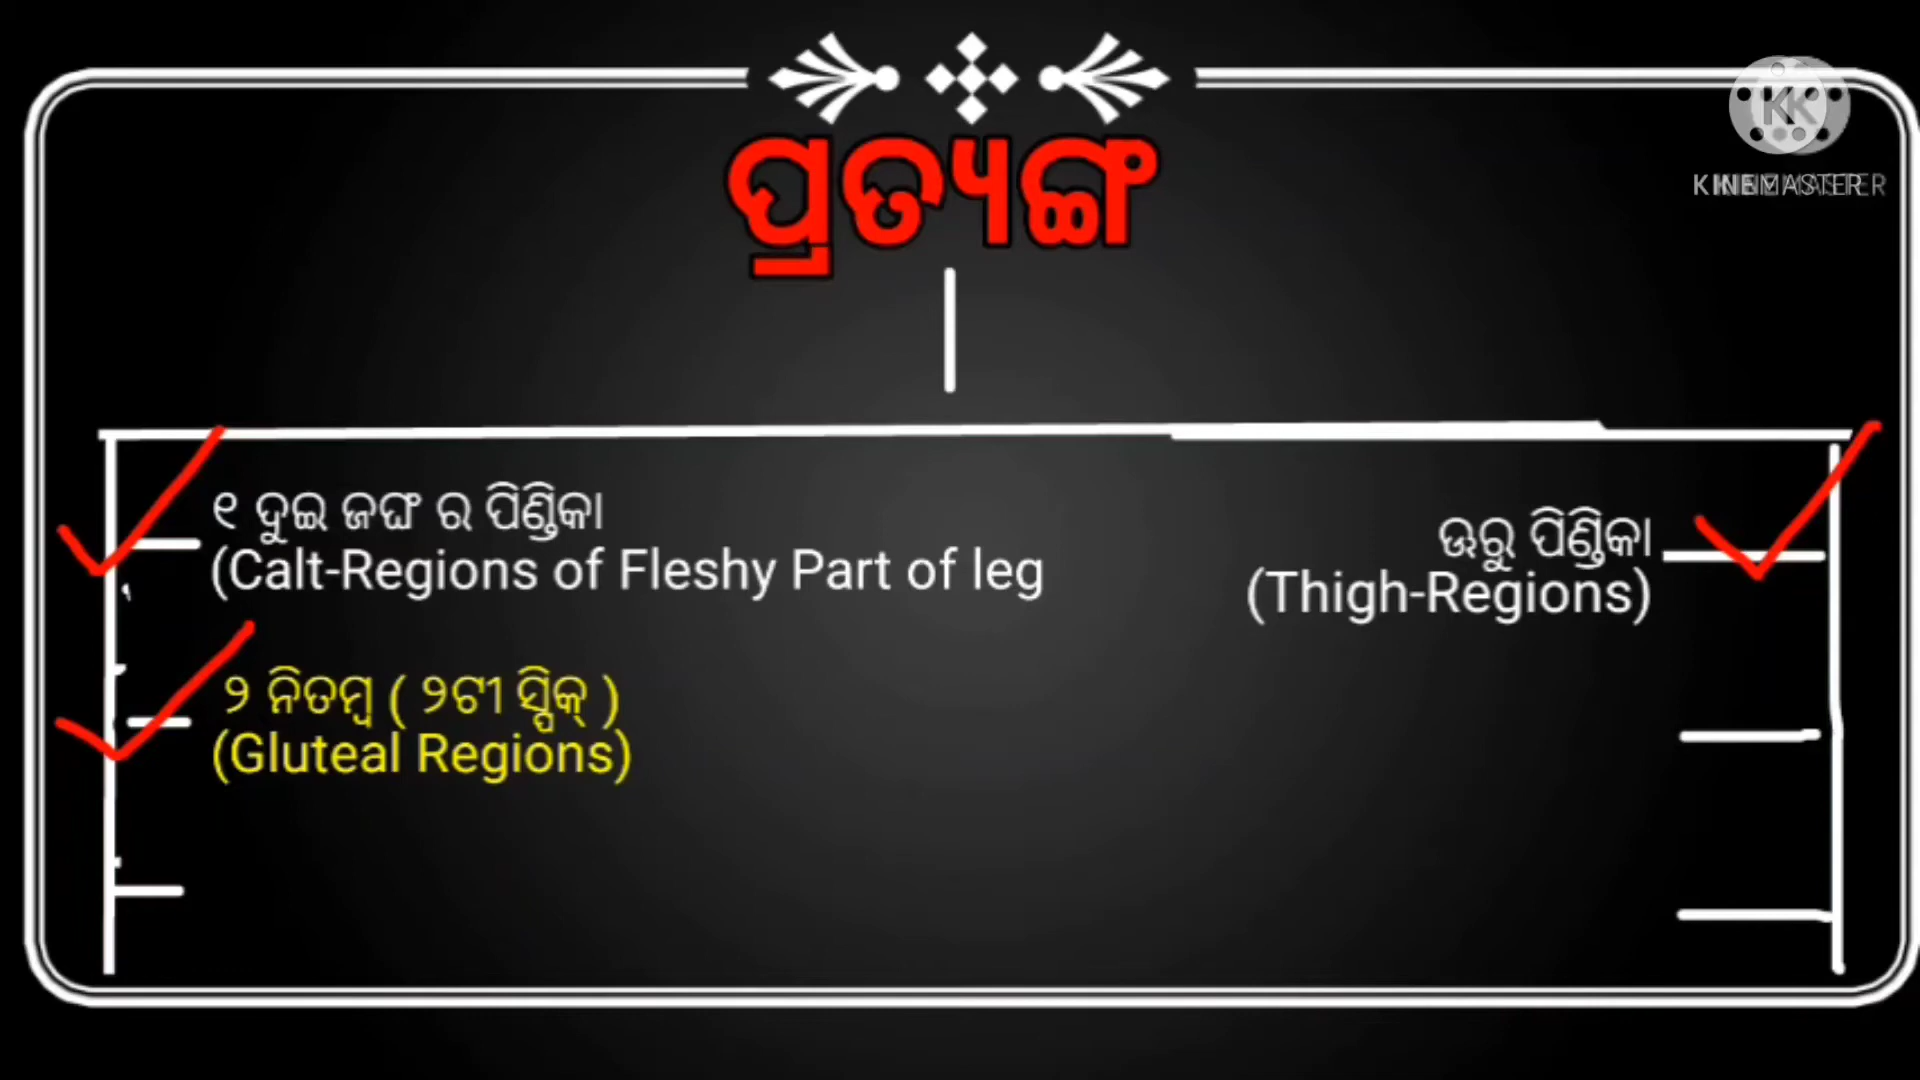 ପ୍ରତ୍ୟଙ୍ଗ
୧ ଦୁଇ ଜଙ୍ଘ ର ପିଣ୍ଡିକା
(Calt-Regions of Fleshy Part of leg
ଊରୁ ପିଣ୍ଡିକା
(Thigh-Regions)
୨ ନିତମ୍ବ ( ୨ଟୀ ସ୍ପିକ୍ )
(Gluteal Regions)
KINEMASTER